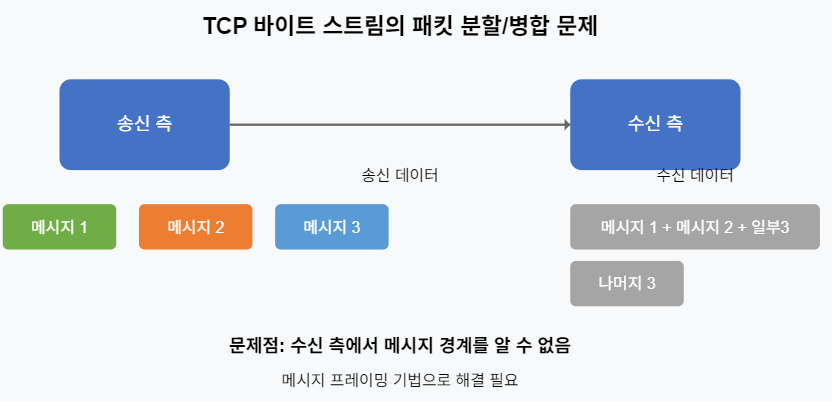 TCP 바이트 스트림의 패킷 분할/병합 문제
송신 측
수신 측
송신 데이터
수신 데이터
메시지 1
메시지 2
메시지 3
메시지 1 + 메시지 2 + 일부3
나머지 3
문제점: 수신 측에서 메시지 경계를 알 수 없음
메시지 프레이밍 기법으로 해결 필요